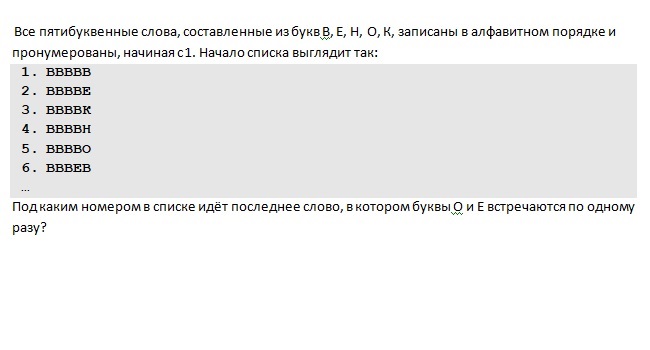 Все пятибуквенные слова, составленные из букв В, Е, Н, О, К, записаны в алфавитном порядке и
пронумерованы, начиная с 1. Начало списка выглядит так:
1. ВВВВВ
2. ВВВВЕ
3. ВВВВК
4. ВВВВН
5. ВВВВО
6. ВВВЕВ
…
Под каким номером в списке идёт последнее слово, в котором буквы О и Е встречаются по одному
разу?